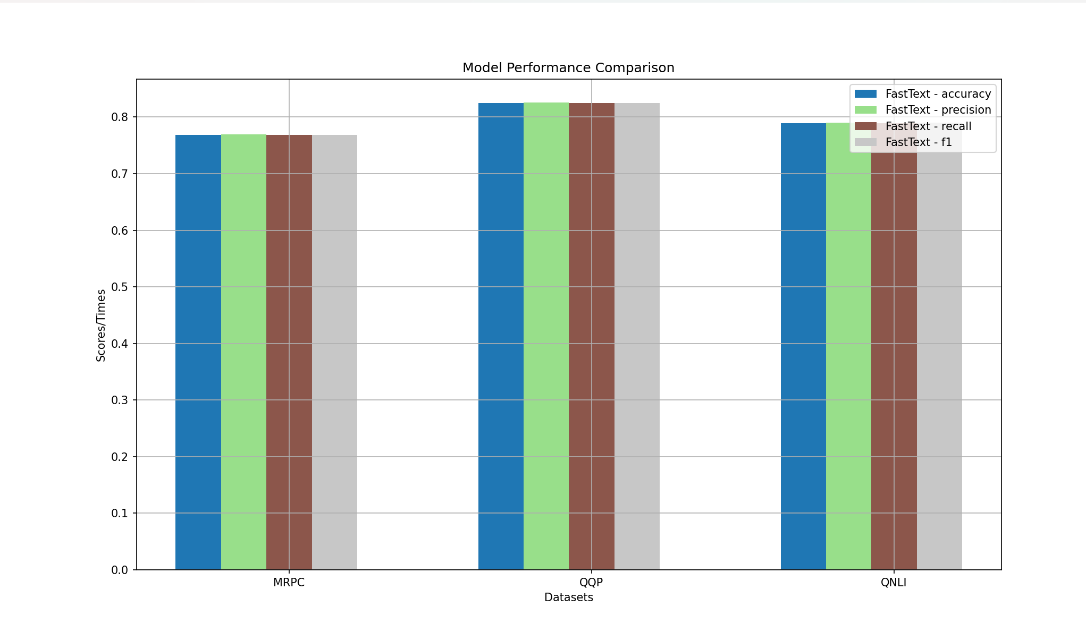 Model Performance Comparison
FastText - accuracy
FastText - precision
FastText - recall
FastText - f1
Scores/Times
0.8
0.7
0.6
0.5
0.4
0.3
0.2
0.1
0.0
MRPC QQP QNLI
Datasets